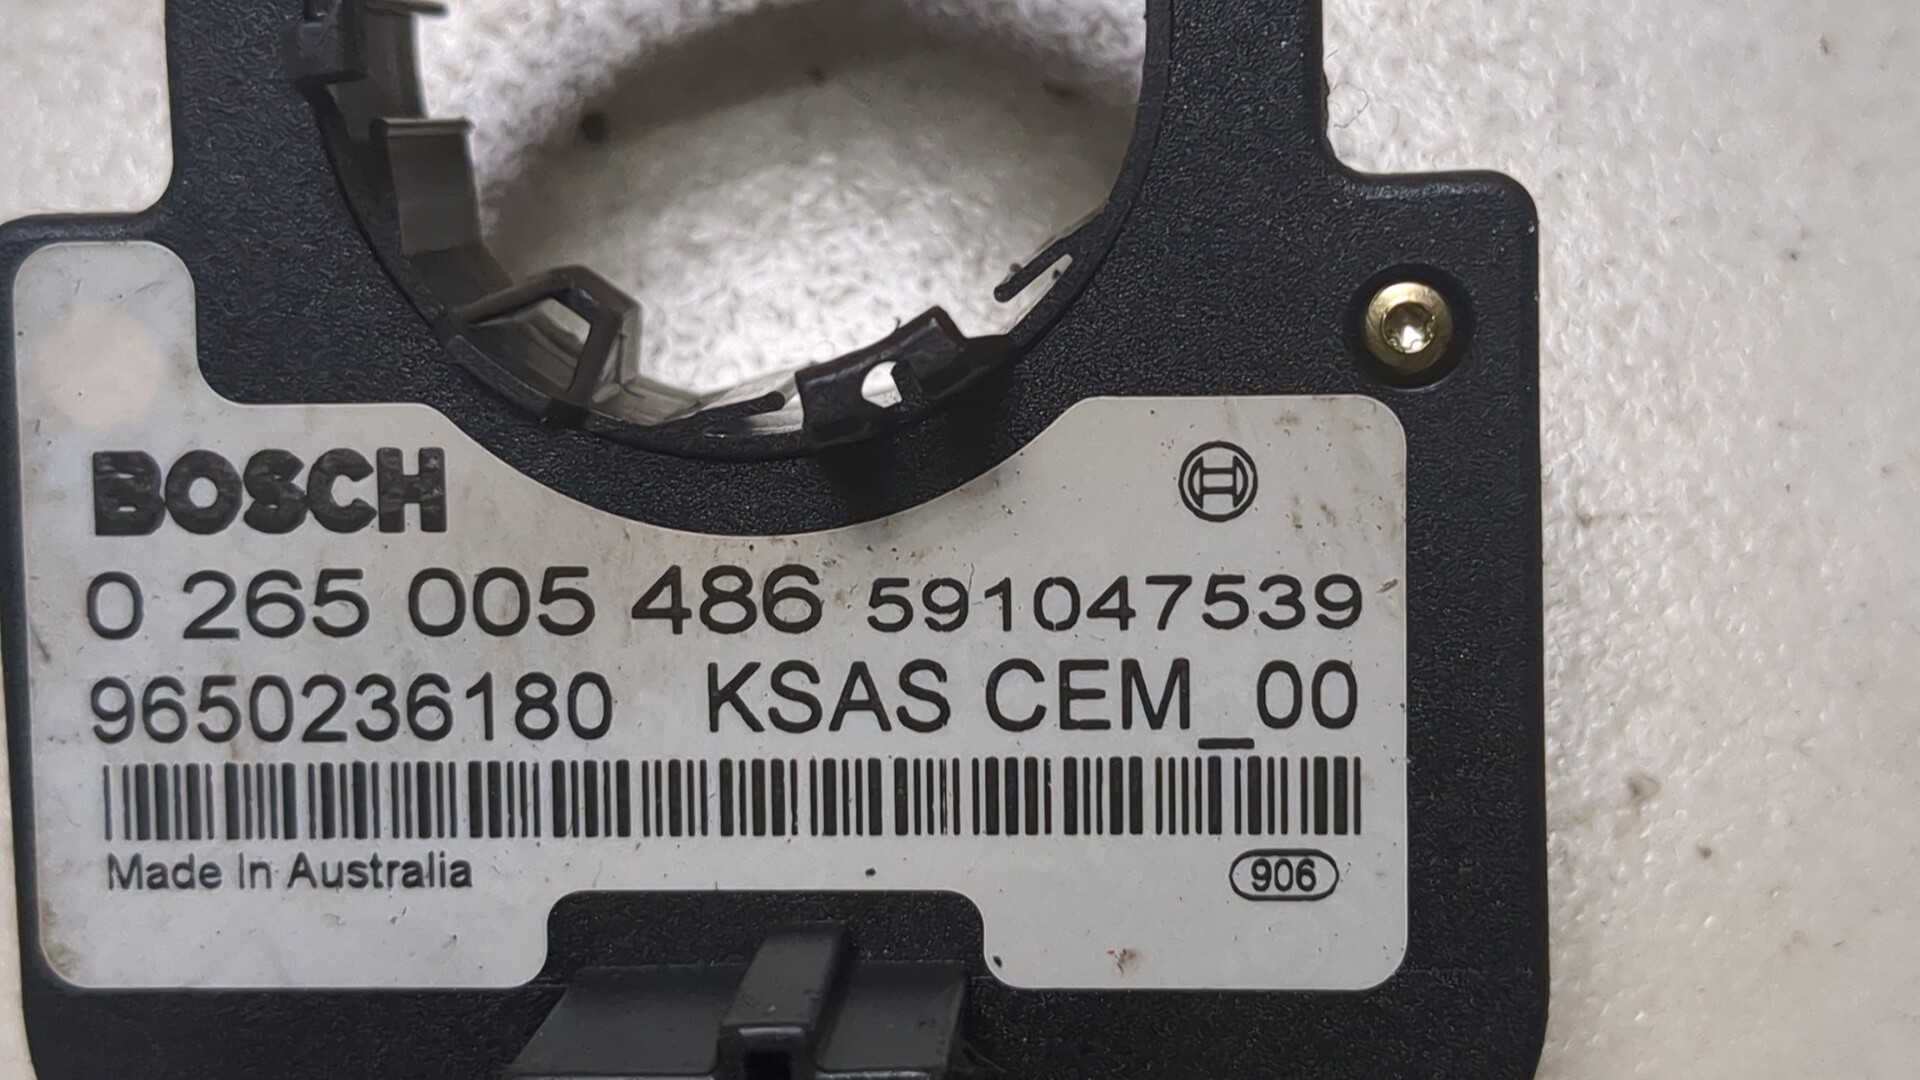 BOSCH
0 265 005 486 591047539
9650236180 KSAS CEM_00
Made In Australia
906